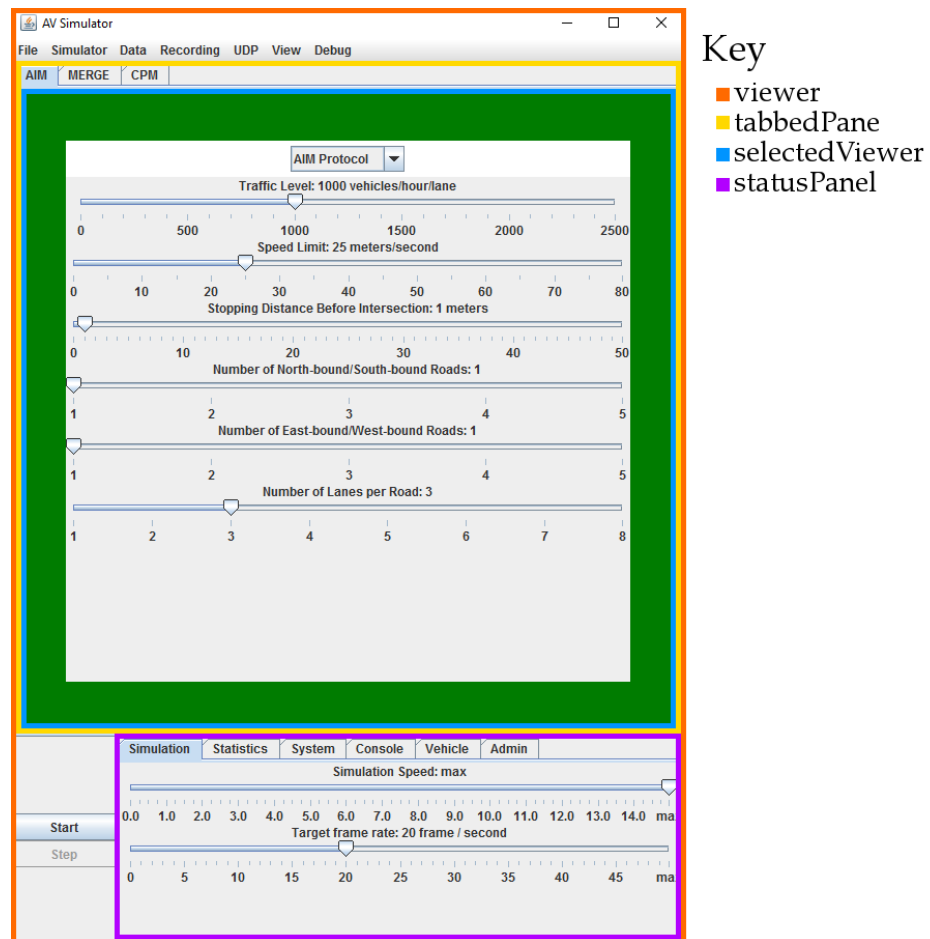 AV Simulator
File Simulator Data Recording UDP View Debug
AIM MERGE CPM
AIM Protocol
Traffic Level: 1000 vehicles/hour/lane
0 500 1000 1500 2000 2500
Speed Limit: 25 meters/second
0 10 20 30 40 50 60 70 80
Stopping Distance Before Intersection: 1 meters
0 10 20 30 40 50
Number of North-bound/South-bound Roads: 1
1 2 3 4 5
Number of East-bound/West-bound Roads: 1
1 2 3 4 5
Number of Lanes per Road: 3
1 2 3 4 5 6 7 8
Simulation Statistics System Console Vehicle Admin
Simulation Speed: max
0.0 1.0 2.0 3.0 4.0 5.0 6.0 7.0 8.0 9.0 10.0 11.0 12.0 13.0 14.0 ma
Target frame rate: 20 frame / second
0 5 10 15 20 25 30 35 40 45 ma
Start
Step
Key
viewer
tabbedPane
selectedViewer
statusPanel